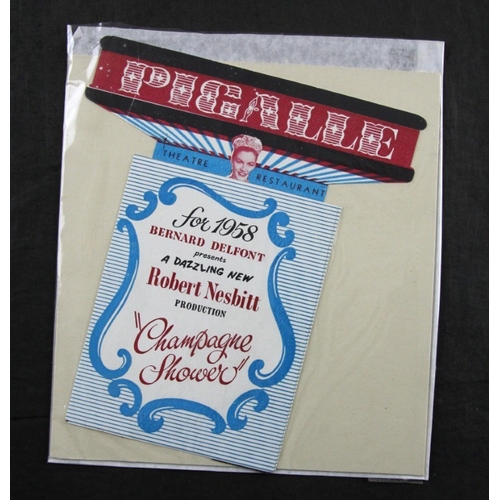 PIGALLE
THEATRE RESTAURANT
for 1958
BERNARD DELFONT
presents
A DAZZLING NEW
Robert Nesbitt
PRODUCTION
"Champagne
Shower"